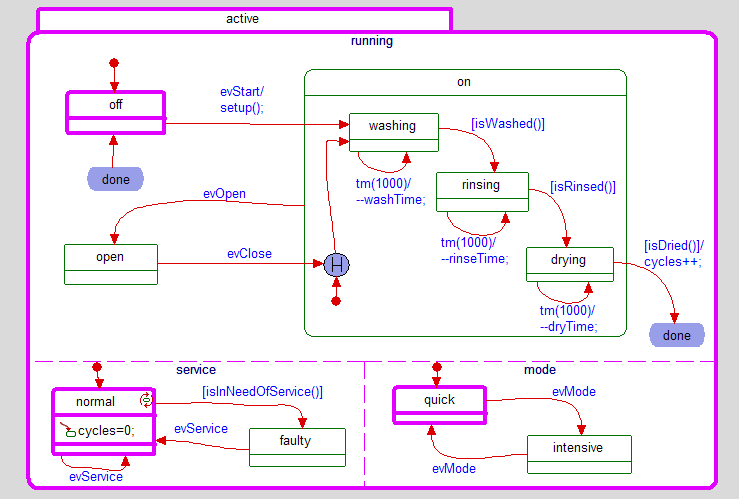 active
running
off
evStart/
setup();
on
washing
[isWashed()]
done
tm(1000)/
--washTime;
rinsing
[isRinsed()]
evOpen
tm(1000)/
--rinseTime;
open
evClose
H
drying
[isDried()]/
cycles++;
tm(1000)/
--dryTime;
done
service
mode
normal
[isInNeedOfService()]
quick
evMode
cycles=0;
evService
faulty
intensive
evService
evMode